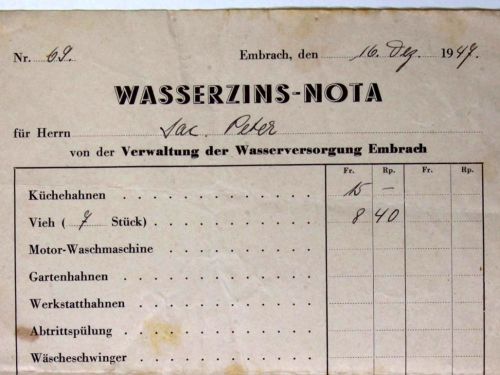 Nr. 69. Embrach, den 16. Dez. 1947.
WASSERZINS-NOTA
für Herrn Jac. Peter
von der Verwaltung der Wasserversorgung Embrach
Fr. Rp. Fr. Rp.
Küchehahnen 15 –
Vieh ( 7 Stück) 8 40
Motor-Waschmaschine
Gartenhahnen
Werkstatthahnen
Abtrittspülung
Wäscheschwinger